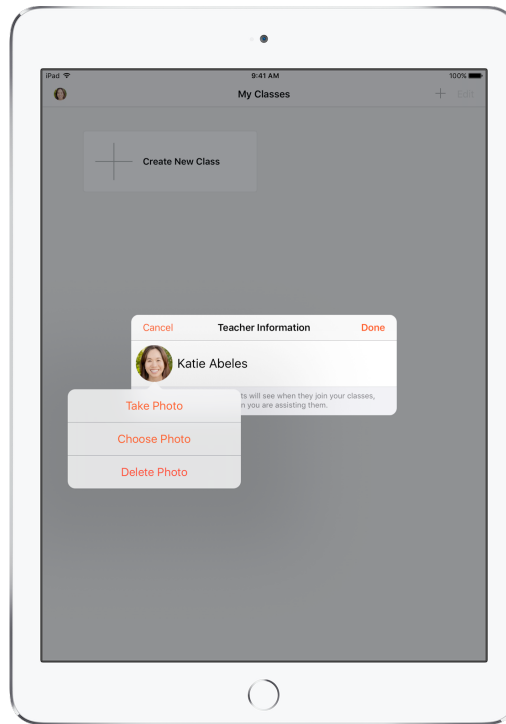 iPad 9:41 AM 100%
My Classes Edit
Create New Class
Cancel Teacher Information Done
Katie Abeles
will see when they join your classes,
you are assisting them.
Take Photo
Choose Photo
Delete Photo